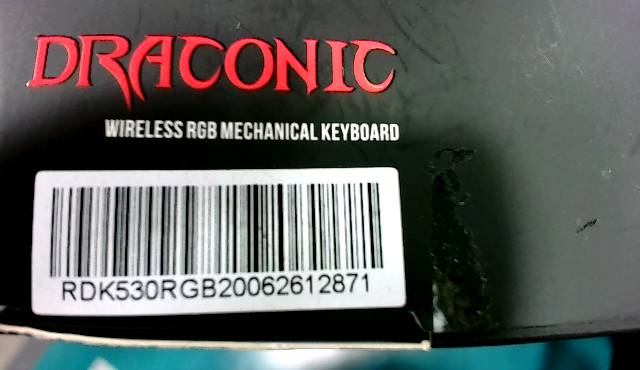 DRACONIC
WIRELESS RGB MECHANICAL KEYBOARD
RDK530RGB20062612871